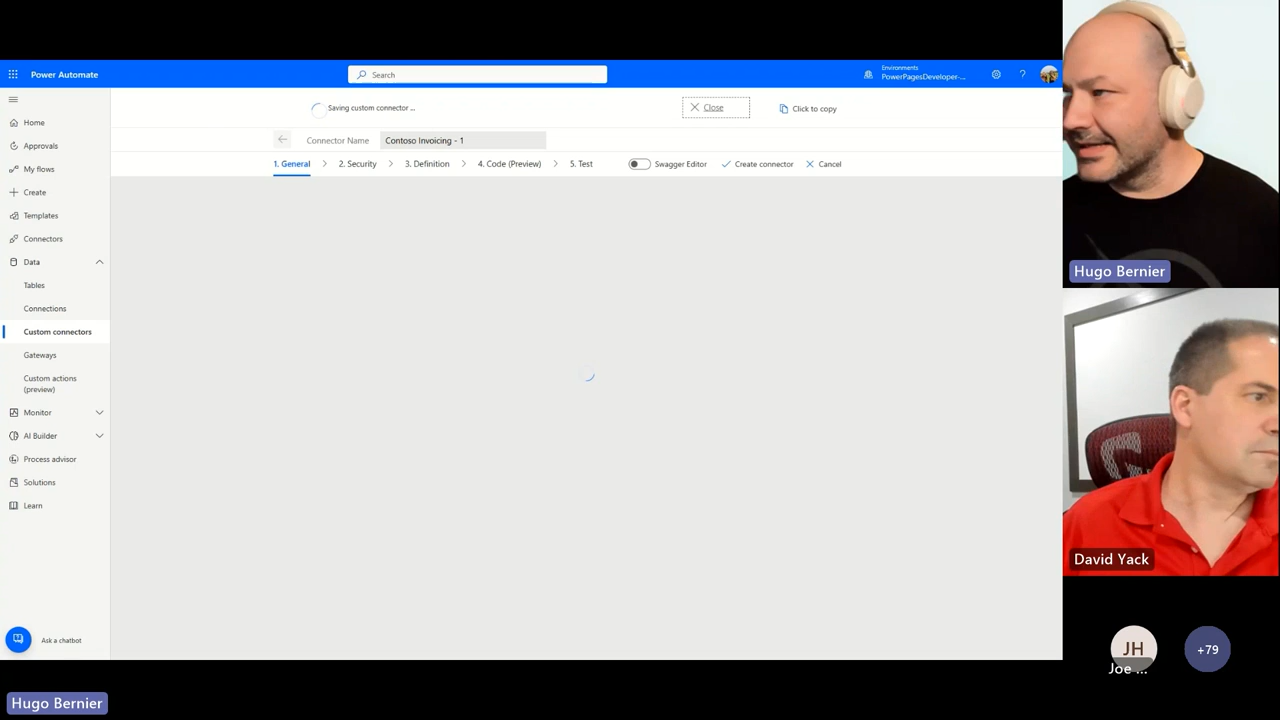 Power Automate
Search
Environments
PowerPagesDeveloper-...
?
Saving custom connector ...
Close
Click to copy
Connector Name
Contoso Invoicing - 1
1. General
2. Security
3. Definition
4. Code (Preview)
5. Test
Swagger Editor
Create connector
Cancel
Home
Approvals
My flows
Create
Templates
Connectors
Data
Tables
Connections
Custom connectors
Gateways
Custom actions
(preview)
Monitor
AI Builder
Process advisor
Solutions
Learn
Ask a chatbot
Hugo Bernier
Hugo Bernier
G
David Yack
JH
Joe ...
+79